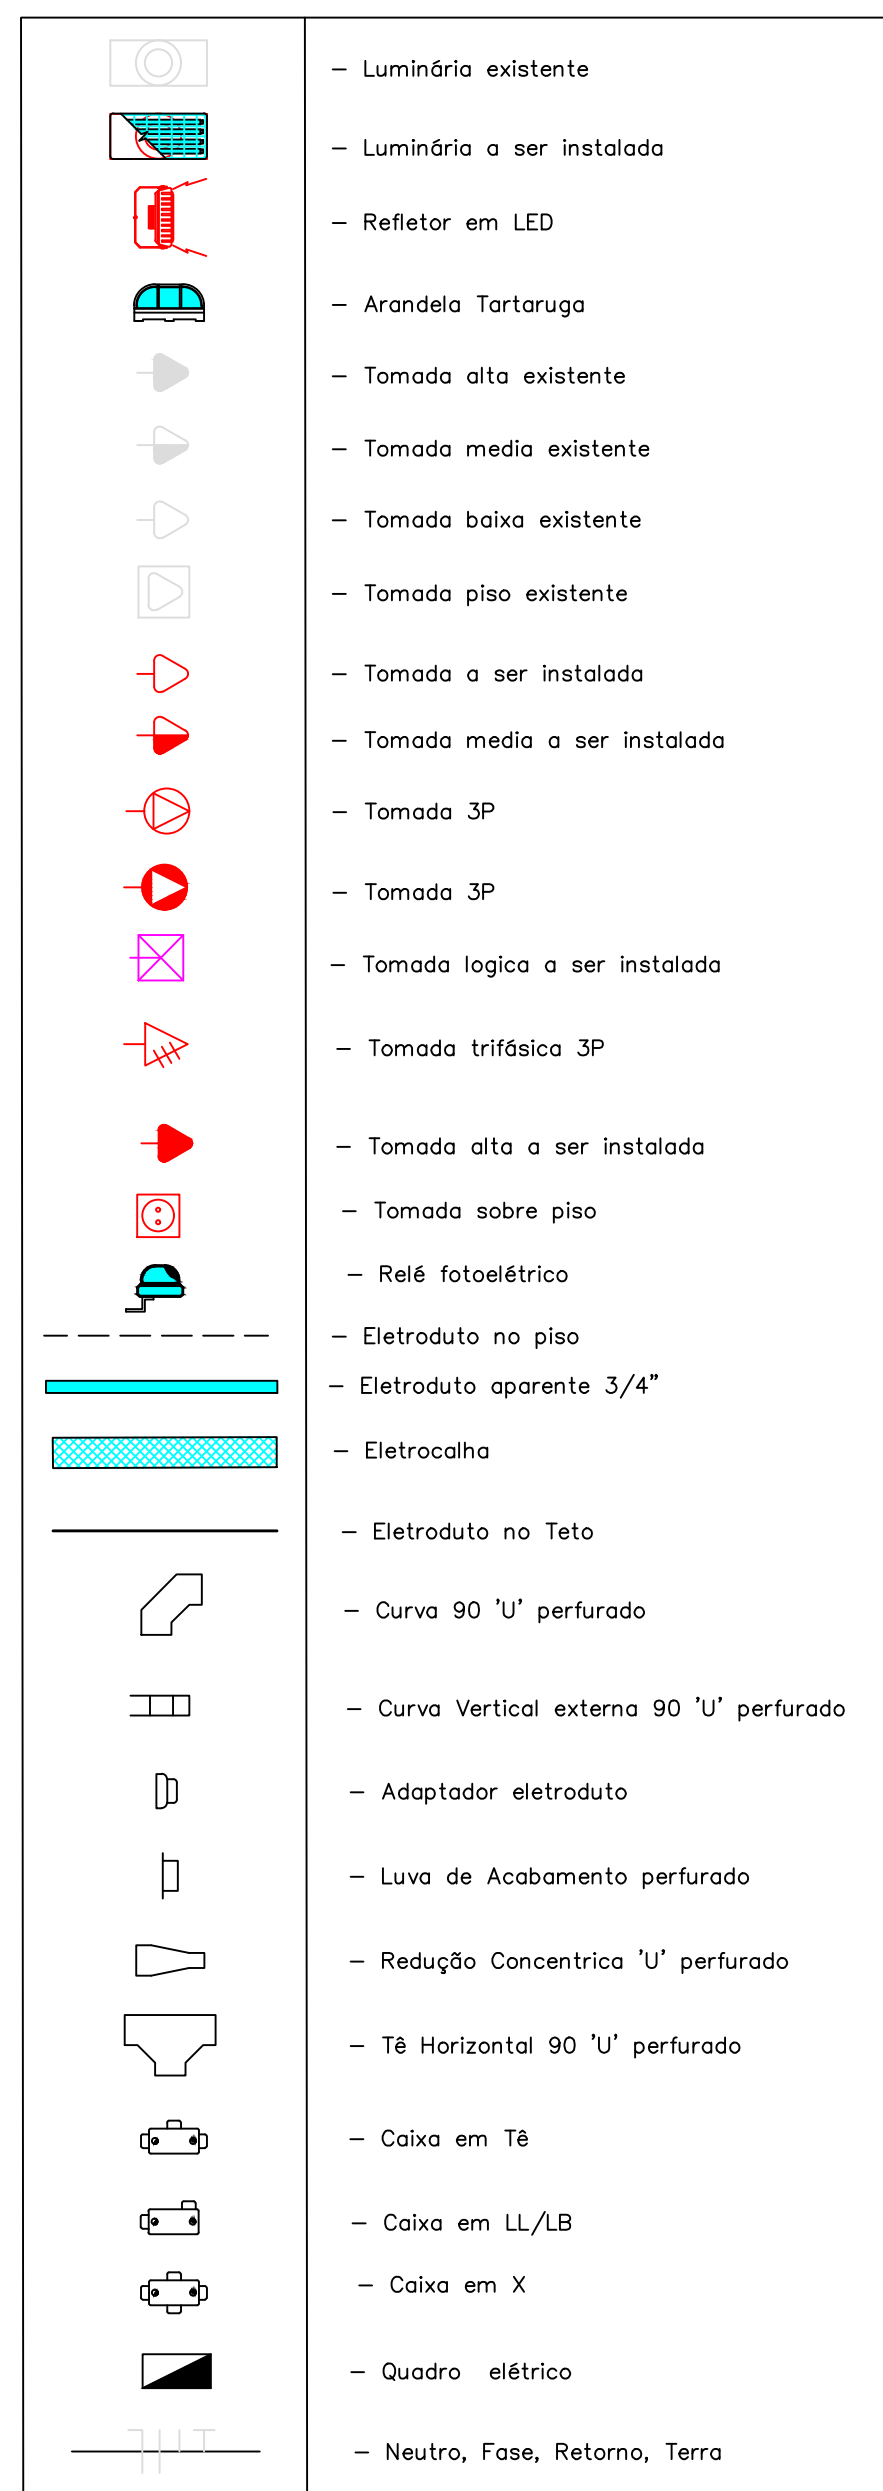 - Luminária existente
- Luminária a ser instalada
- Refletor em LED
- Arandela Tartaruga
- Tomada alta existente
- Tomada media existente
- Tomada baixa existente
- Tomada piso existente
- Tomada a ser instalada
- Tomada media a ser instalada
- Tomada 3P
- Tomada 3P
- Tomada logica a ser instalada
- Tomada trifásica 3P
- Tomada alta a ser instalada
- Tomada sobre piso
- Relé fotoelétrico
- Eletroduto no piso
- Eletroduto aparente 3/4"
- Eletrocalha
- Eletroduto no Teto
- Curva 90 'U' perfurado
- Curva Vertical externa 90 'U' perfurado
- Adaptador eletroduto
- Luva de Acabamento perfurado
- Redução Concentrica 'U' perfurado
- Tê Horizontal 90 'U' perfurado
- Caixa em Tê
- Caixa em LL/LB
- Caixa em X
- Quadro elétrico
- Neutro, Fase, Retorno, Terra